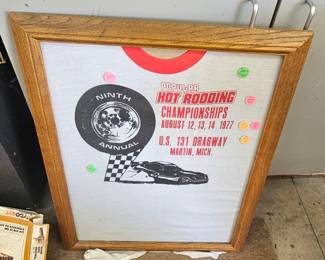 POPULAR
HOT RODDING
CHAMPIONSHIPS
AUGUST 12, 13, 14 1977
U.S. 131 DRAGWAY
MARTIN, MICH.
NINTH
ANNUAL